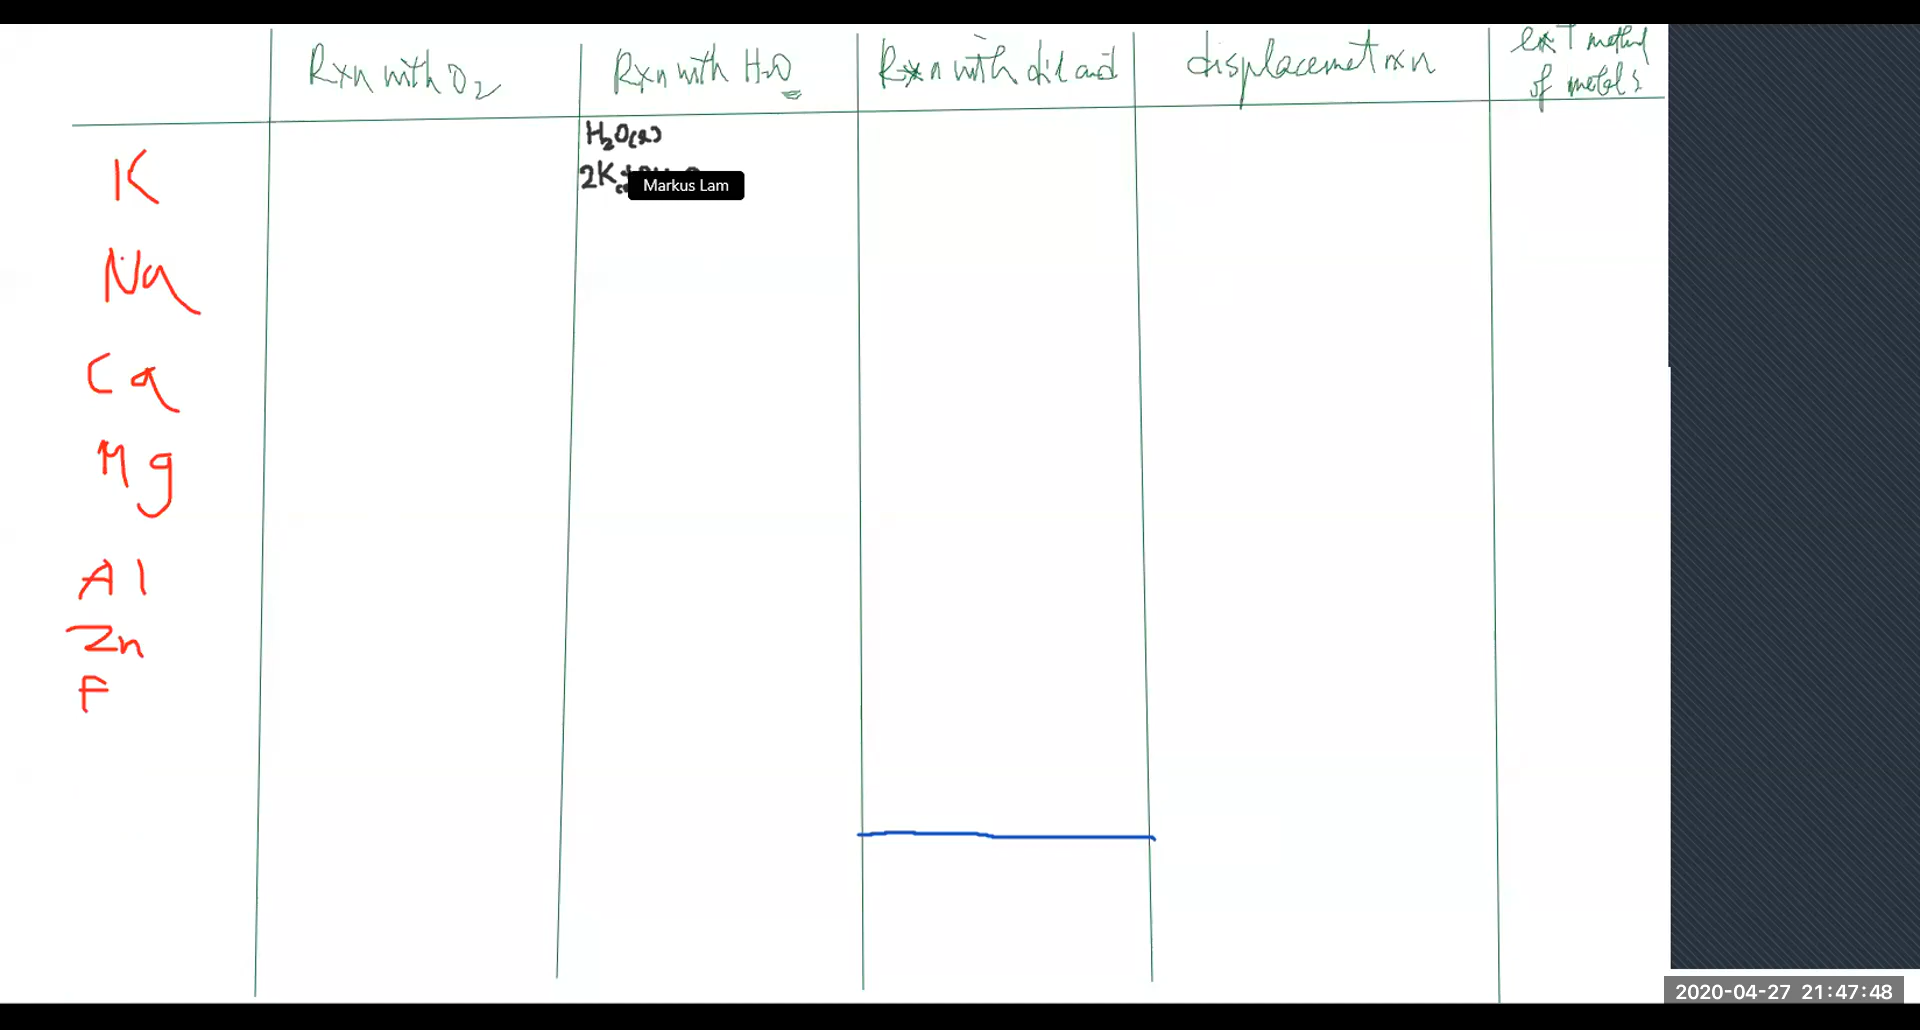 Rxn with O2
Rxn with H2O
Rxn with dil acid
displacemet rxn
ext method
of metals
H2O(l)
2K
Markus Lam
K
Na
Ca
Mg
Al
Zn
F
2020-04-27 21:47:48